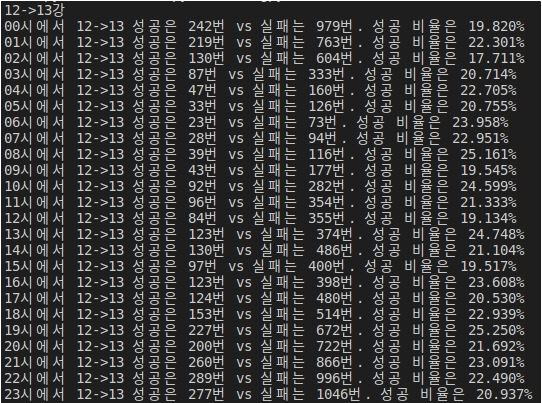 12->13강
00시에서 12->13 성공은 242번 vs 실패는 979번. 성공 비율은 19.820%
01시에서 12->13 성공은 219번 vs 실패는 763번. 성공 비율은 22.301%
02시에서 12->13 성공은 130번 vs 실패는 604번. 성공 비율은 17.711%
03시에서 12->13 성공은 87번 vs 실패는 333번. 성공 비율은 20.714%
04시에서 12->13 성공은 47번 vs 실패는 160번. 성공 비율은 22.705%
05시에서 12->13 성공은 33번 vs 실패는 126번. 성공 비율은 20.755%
06시에서 12->13 성공은 23번 vs 실패는 73번. 성공 비율은 23.958%
07시에서 12->13 성공은 28번 vs 실패는 94번. 성공 비율은 22.951%
08시에서 12->13 성공은 39번 vs 실패는 116번. 성공 비율은 25.161%
09시에서 12->13 성공은 43번 vs 실패는 177번. 성공 비율은 19.545%
10시에서 12->13 성공은 92번 vs 실패는 282번. 성공 비율은 24.599%
11시에서 12->13 성공은 96번 vs 실패는 354번. 성공 비율은 21.333%
12시에서 12->13 성공은 84번 vs 실패는 355번. 성공 비율은 19.134%
13시에서 12->13 성공은 123번 vs 실패는 374번. 성공 비율은 24.748%
14시에서 12->13 성공은 130번 vs 실패는 486번. 성공 비율은 21.104%
15시에서 12->13 성공은 97번 vs 실패는 400번. 성공 비율은 19.517%
16시에서 12->13 성공은 123번 vs 실패는 398번. 성공 비율은 23.608%
17시에서 12->13 성공은 124번 vs 실패는 480번. 성공 비율은 20.530%
18시에서 12->13 성공은 153번 vs 실패는 514번. 성공 비율은 22.939%
19시에서 12->13 성공은 227번 vs 실패는 672번. 성공 비율은 25.250%
20시에서 12->13 성공은 200번 vs 실패는 722번. 성공 비율은 21.692%
21시에서 12->13 성공은 260번 vs 실패는 866번. 성공 비율은 23.091%
22시에서 12->13 성공은 289번 vs 실패는 996번. 성공 비율은 22.490%
23시에서 12->13 성공은 277번 vs 실패는 1046번. 성공 비율은 20.937%